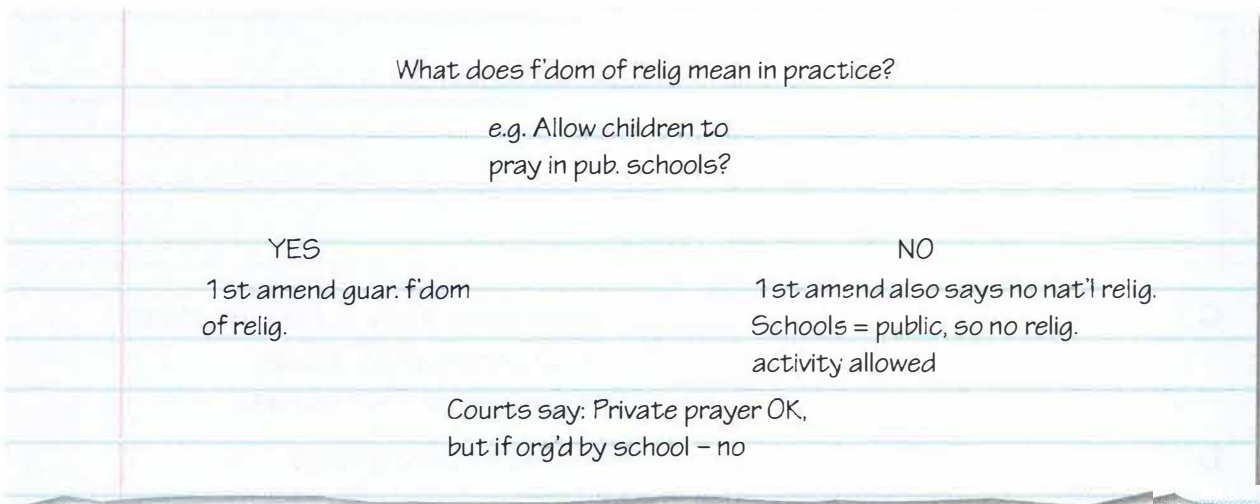 What does f'dom of relig mean in practice?
e.g. Allow children to
pray in pub. schools?
YES
1st amend guar. f'dom
of relig.
NO
1st amend also says no nat'l relig.
Schools = public, so no relig.
activity allowed
Courts say: Private prayer OK,
but if org'd by school – no